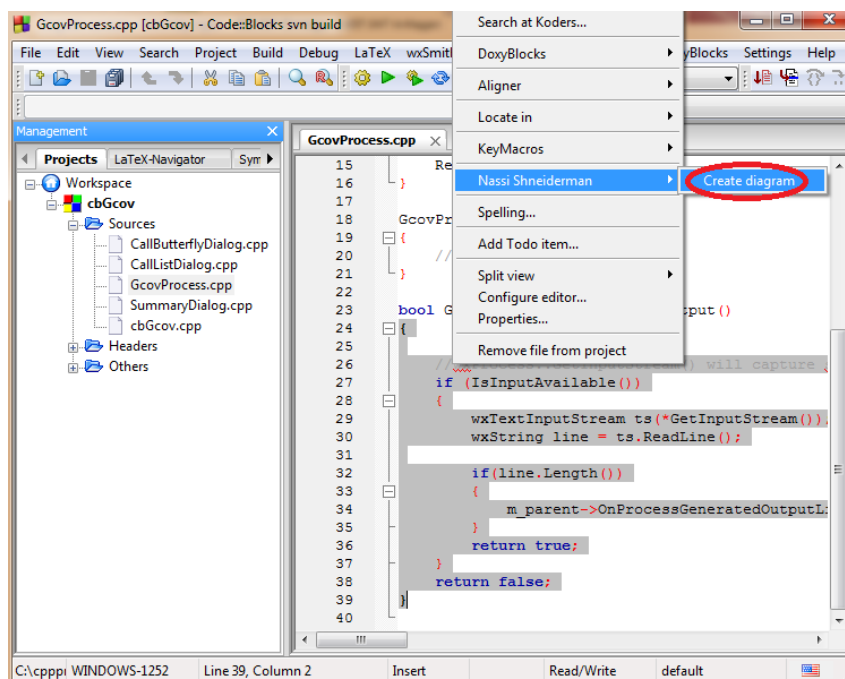 GcovProcess.cpp [cbGcov] - Code::Blocks svn build
File Edit View Search Project Build Debug LaTeX wxSmit yBlocks Settings Help
Management
Projects LaTeX-Navigator Sym
Workspace
cbGcov
Sources
CallButterflyDialog.cpp
CallListDialog.cpp
GcovProcess.cpp
SummaryDialog.cpp
cbGcov.cpp
Headers
Others
GcovProcess.cpp
15 Re
16 }
17
18 GcovPr
19 {
20 //
21 }
22
23 bool G put()
24 {
25
26 // will capture
27 if (IsInputAvailable())
28 {
29 wxTextInputStream ts(*GetInputStream())
30 wxString line = ts.ReadLine();
31
32 if(line.Length())
33 {
34 m_parent->OnProcessGeneratedOutputL
35 }
36 return true;
37 }
38 return false;
39 }
40
Search at Koders...
DoxyBlocks
Aligner
Locate in
KeyMacros
Nassi Shneiderman
Create diagram
Spelling...
Add Todo item...
Split view
Configure editor...
Properties...
Remove file from project
C:\cpppr WINDOWS-1252 Line 39, Column 2 Insert Read/Write default